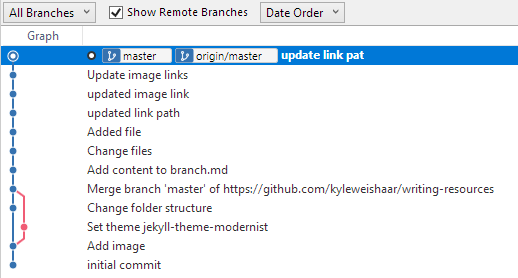 All Branches Show Remote Branches Date Order
Graph
master origin/master update link pat
Update image links
updated image link
updated link path
Added file
Change files
Add content to branch.md
Merge branch 'master' of https://github.com/kyleweishaar/writing-resources
Change folder structure
Set theme jekyll-theme-modernist
Add image
initial commit